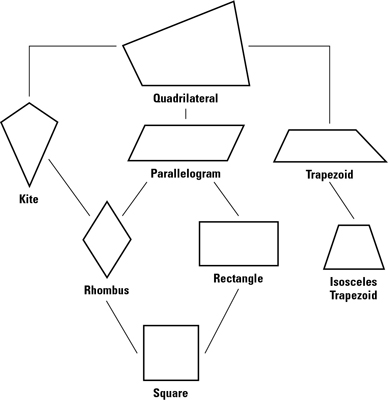 Quadrilateral
Kite
Parallelogram
Trapezoid
Rhombus
Rectangle
Isosceles
Trapezoid
Square